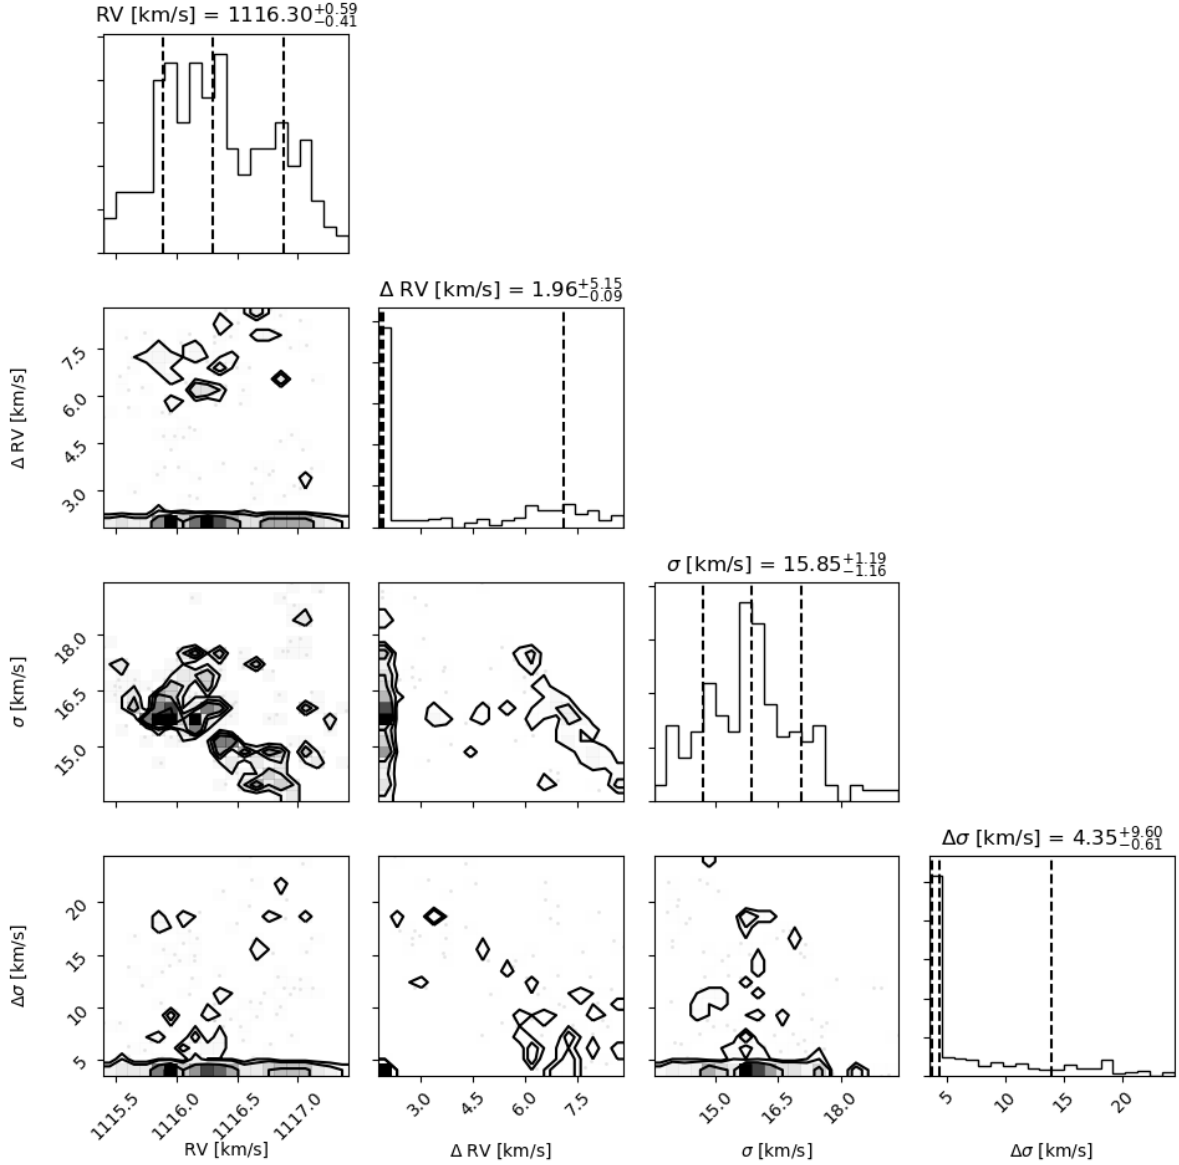 RV [km/s] = 1116.30+0.59−0.41
Δ RV [km/s] = 1.96+5.15−0.09
7.5
6.0
4.5
3.0
Δ RV [km/s]
σ [km/s] = 15.85+1.19−1.16
18.0
16.5
15.0
σ [km/s]
Δσ [km/s] = 4.35+9.60−0.61
20
15
10
5
Δσ [km/s]
1115.5 1116.0 1116.5 1117.0
3.0 4.5 6.0 7.5
15.0 16.5 18.0
5 10 15 20
RV [km/s] Δ RV [km/s] σ [km/s] Δσ [km/s]